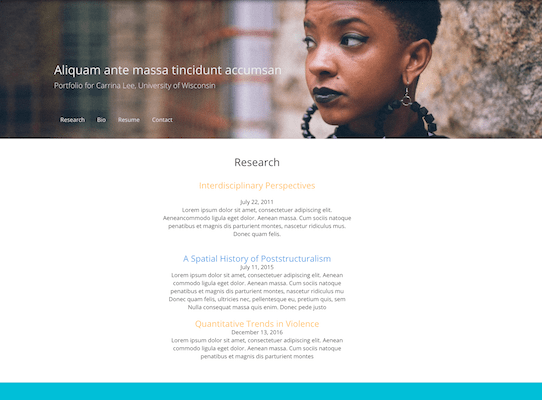 Aliquam ante massa tincidunt accumsan
Portfolio for Carrina Lee, University of Wisconsin
Research Bio Resume Contact
Research
Interdisciplinary Perspectives
July 22, 2011
Lorem ipsum dolor sit amet, consectetuer adipiscing elit.
Aeneancommodo ligula eget dolor. Aenean massa. Cum sociis natoque
penatibus et magnis dis parturient montes, nascetur ridiculus mus.
Donec quam felis.
A Spatial History of Poststructuralism
July 11, 2015
Lorem ipsum dolor sit amet, consectetuer adipiscing elit. Aenean
commodo ligula eget dolor. Aenean massa. Cum sociis natoque
penatibus et magnis dis parturient montes, nascetur ridiculus mu
Donec quam felis, ultricies nec, pellentesque eu, pretium quis, sem
Nulla consequat massa quis enim. Donec pede justo
Quantitative Trends in Violence
December 13, 2016
Lorem ipsum dolor sit amet, consectetuer adipiscing elit. Aenean
commodo ligula eget dolor. Aenean massa. Cum sociis natoque
penatibus et magnis dis parturient montes